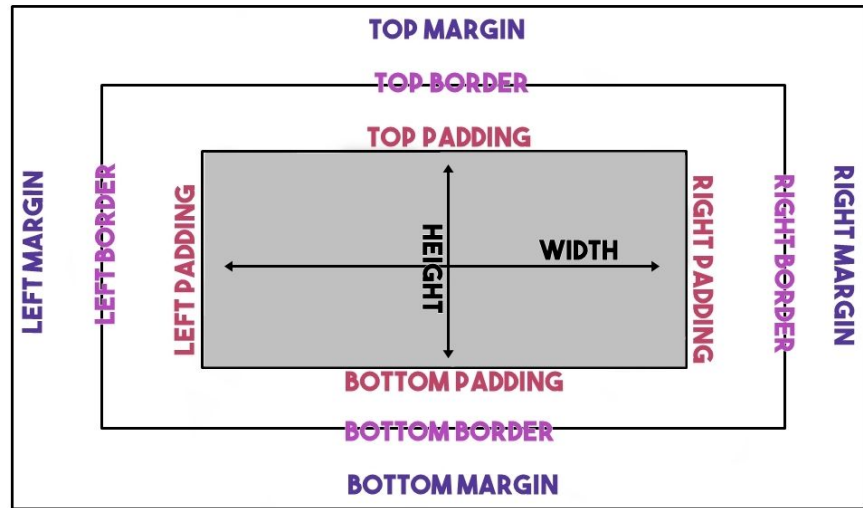 TOP MARGIN
TOP BORDER
TOP PADDING
LEFT MARGIN
LEFT BORDER
LEFT PADDING
HEIGHT
WIDTH
RIGHT PADDING
RIGHT BORDER
RIGHT MARGIN
BOTTOM PADDING
BOTTOM BORDER
BOTTOM MARGIN